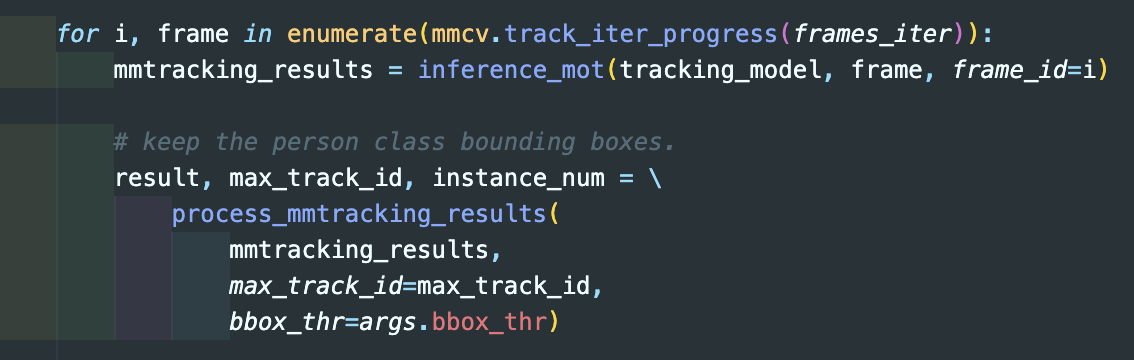 for i, frame in enumerate(mmcv.track_iter_progress(frames_iter)):
mmtracking_results = inference_mot(tracking_model, frame, frame_id=i)
# keep the person class bounding boxes.
result, max_track_id, instance_num = \
process_mmtracking_results(
mmtracking_results,
max_track_id=max_track_id,
bbox_thr=args.bbox_thr)